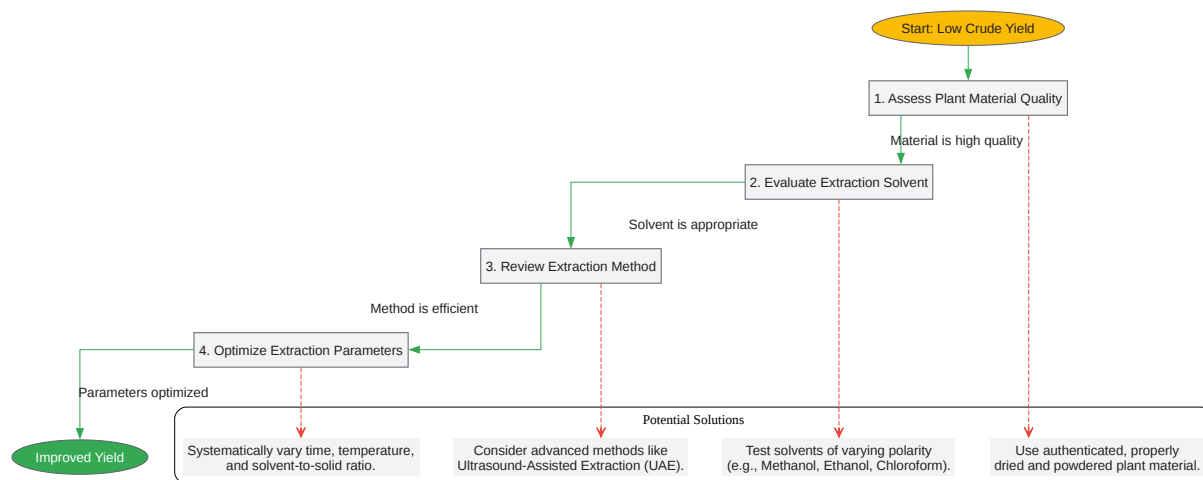 Start: Low Crude Yield
1. Assess Plant Material Quality
Material is high quality
2. Evaluate Extraction Solvent
Solvent is appropriate
3. Review Extraction Method
Method is efficient
4. Optimize Extraction Parameters
Parameters optimized
Improved Yield
Potential Solutions
Systematically vary time, temperature,
and solvent-to-solid ratio.
Consider advanced methods like
Ultrasound-Assisted Extraction (UAE).
Test solvents of varying polarity
(e.g., Methanol, Ethanol, Chloroform).
Use authenticated, properly
dried and powdered plant material.